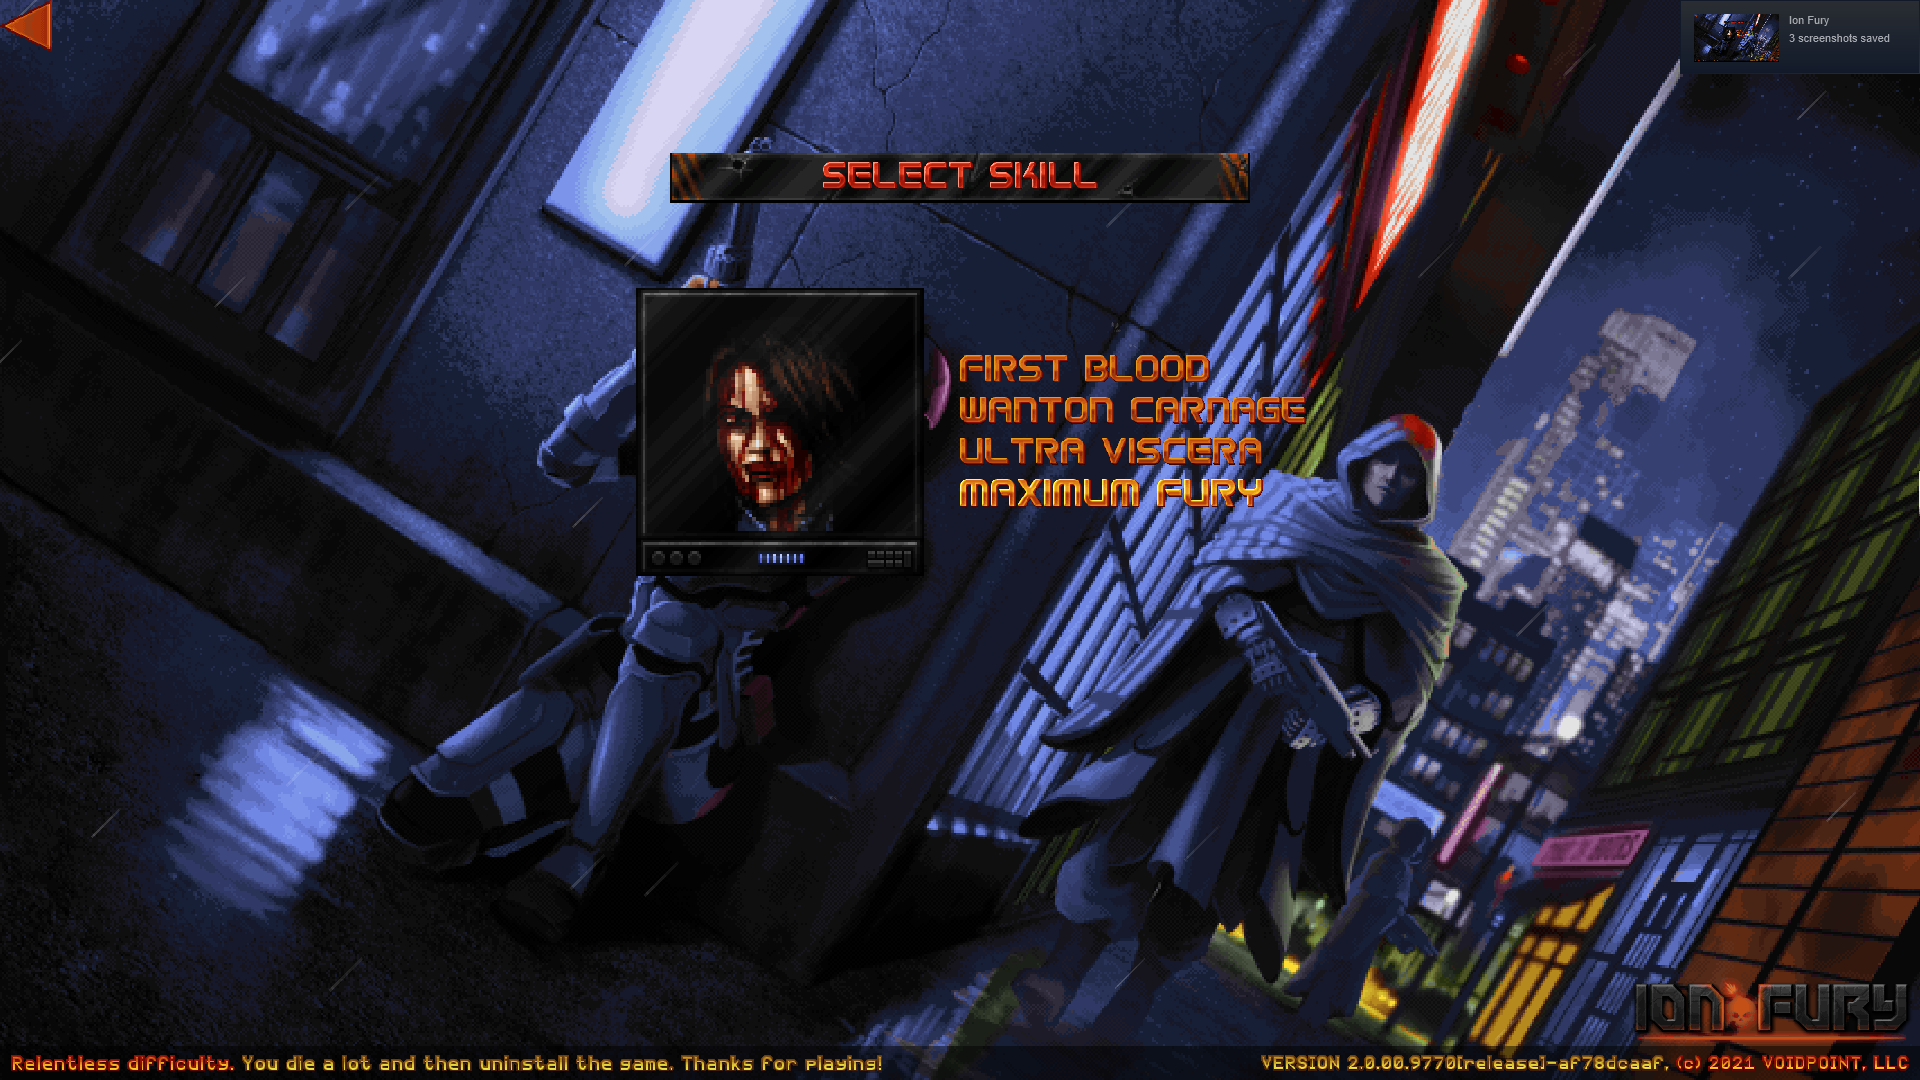 Ion Fury
3 screenshots saved
SELECT SKILL
FIRST BLOOD
WANTON CARNAGE
ULTRA VISCERA
MAXIMUM FURY
ION FURY
Relentless difficulty. You die a lot and then uninstall the game. Thanks for playing!
VERSION 2.0.00.9770[release]-af78dcaaf, (c) 2021 VOIDPOINT, LLC